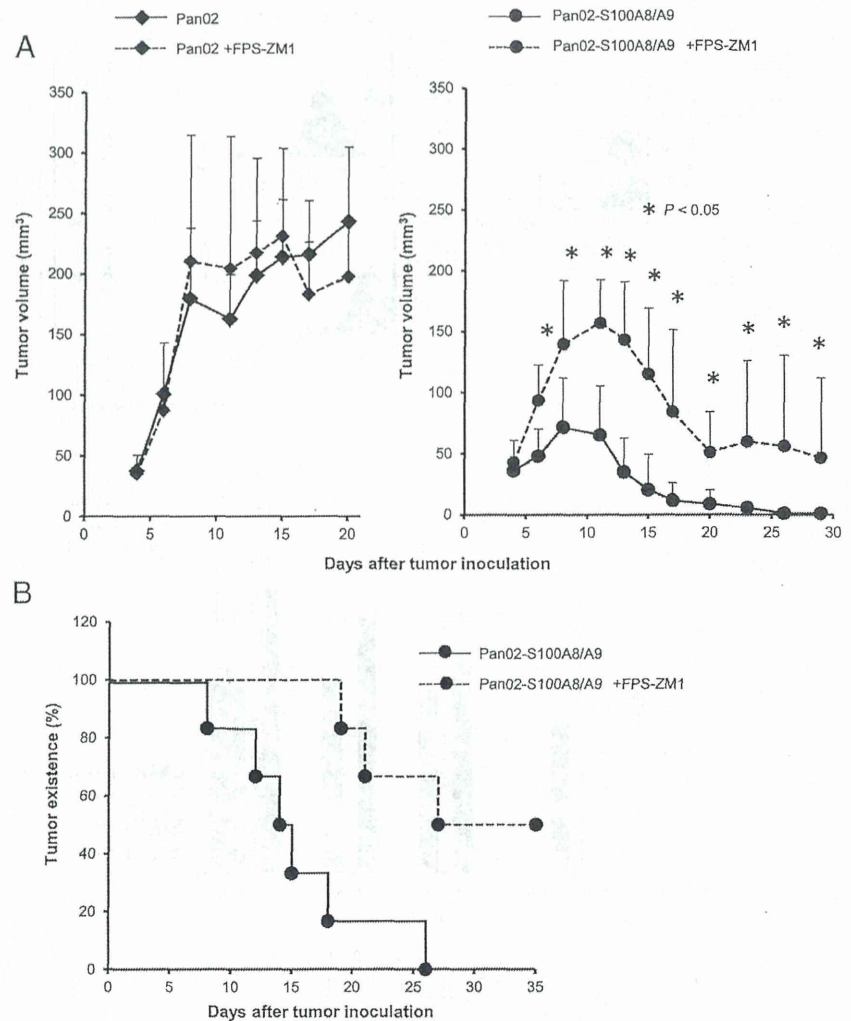 A
Pan02
Pan02 +FPS-ZM1
Tumor volume (mm³)
350
300
250
200
150
100
50
0
0 5 10 15 20
Pan02-S100A8/A9
Pan02-S100A8/A9 +FPS-ZM1
Tumor volume (mm³)
350
300
250
200
150
100
50
0
* P < 0.05
* * * * * * * * * *
0 5 10 15 20 25 30
Days after tumor inoculation
B
Tumor existence (%)
120
100
80
60
40
20
0
Pan02-S100A8/A9
Pan02-S100A8/A9 +FPS-ZM1
0 5 10 15 20 25 30 35
Days after tumor inoculation